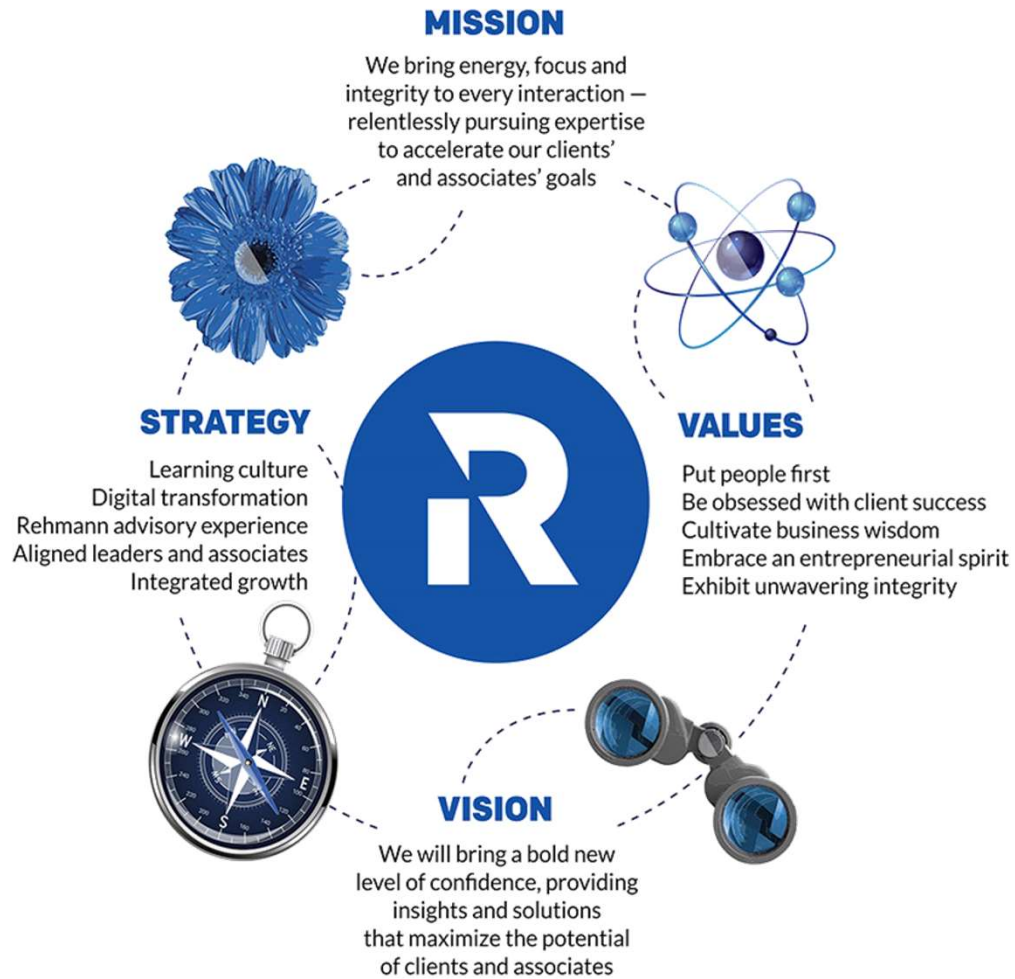 MISSION
We bring energy, focus and
integrity to every interaction —
relentlessly pursuing expertise
to accelerate our clients'
and associates' goals
STRATEGY
Learning culture
Digital transformation
Rehmann advisory experience
Aligned leaders and associates
Integrated growth
R
VALUES
Put people first
Be obsessed with client success
Cultivate business wisdom
Embrace an entrepreneurial spirit
Exhibit unwavering integrity
N
NE
E
S
W
VISION
We will bring a bold new
level of confidence, providing
insights and solutions
that maximize the potential
of clients and associates